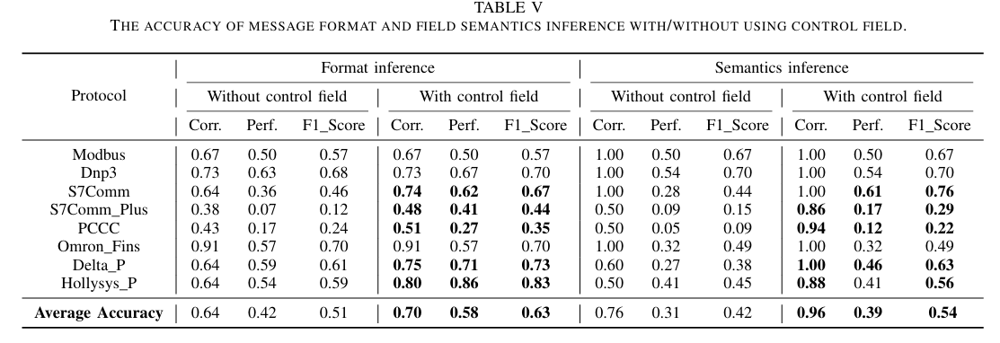 TABLE V
THE ACCURACY OF MESSAGE FORMAT AND FIELD SEMANTICS INFERENCE WITH/WITHOUT USING CONTROL FIELD.
Protocol Format inference Semantics inference
Without control field With control field Without control field With control field
Corr. Perf. F1_Score Corr. Perf. F1_Score Corr. Perf. F1_Score Corr. Perf. F1_Score
Modbus 0.67 0.50 0.57 0.67 0.50 0.57 1.00 0.50 0.67 1.00 0.50 0.67
Dnp3 0.73 0.63 0.68 0.73 0.67 0.70 1.00 0.54 0.70 1.00 0.54 0.70
S7Comm 0.64 0.36 0.46 0.74 0.62 0.67 1.00 0.28 0.44 1.00 0.61 0.76
S7Comm_Plus 0.38 0.07 0.12 0.48 0.41 0.44 0.50 0.09 0.15 0.86 0.17 0.29
PCCC 0.43 0.17 0.24 0.51 0.27 0.35 0.50 0.05 0.09 0.94 0.12 0.22
Omron_Fins 0.91 0.57 0.70 0.91 0.57 0.70 1.00 0.32 0.49 1.00 0.32 0.49
Delta_P 0.64 0.59 0.61 0.75 0.71 0.73 0.60 0.27 0.38 1.00 0.46 0.63
Hollysys_P 0.64 0.54 0.59 0.80 0.86 0.83 0.50 0.41 0.45 0.88 0.41 0.56
Average Accuracy 0.64 0.42 0.51 0.70 0.58 0.63 0.76 0.31 0.42 0.96 0.39 0.54